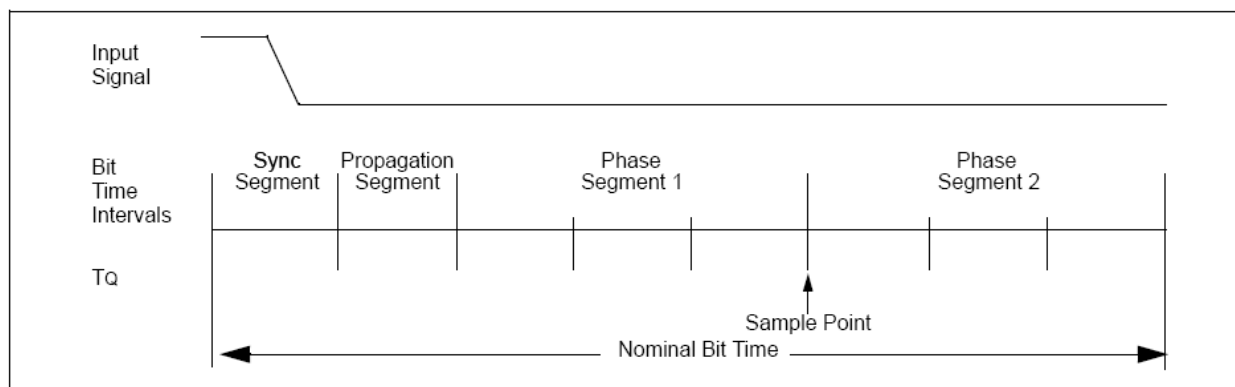 Input
Signal
Bit
Time
Intervals
Sync
Segment
Propagation
Segment
Phase
Segment 1
Phase
Segment 2
TQ
Sample Point
Nominal Bit Time